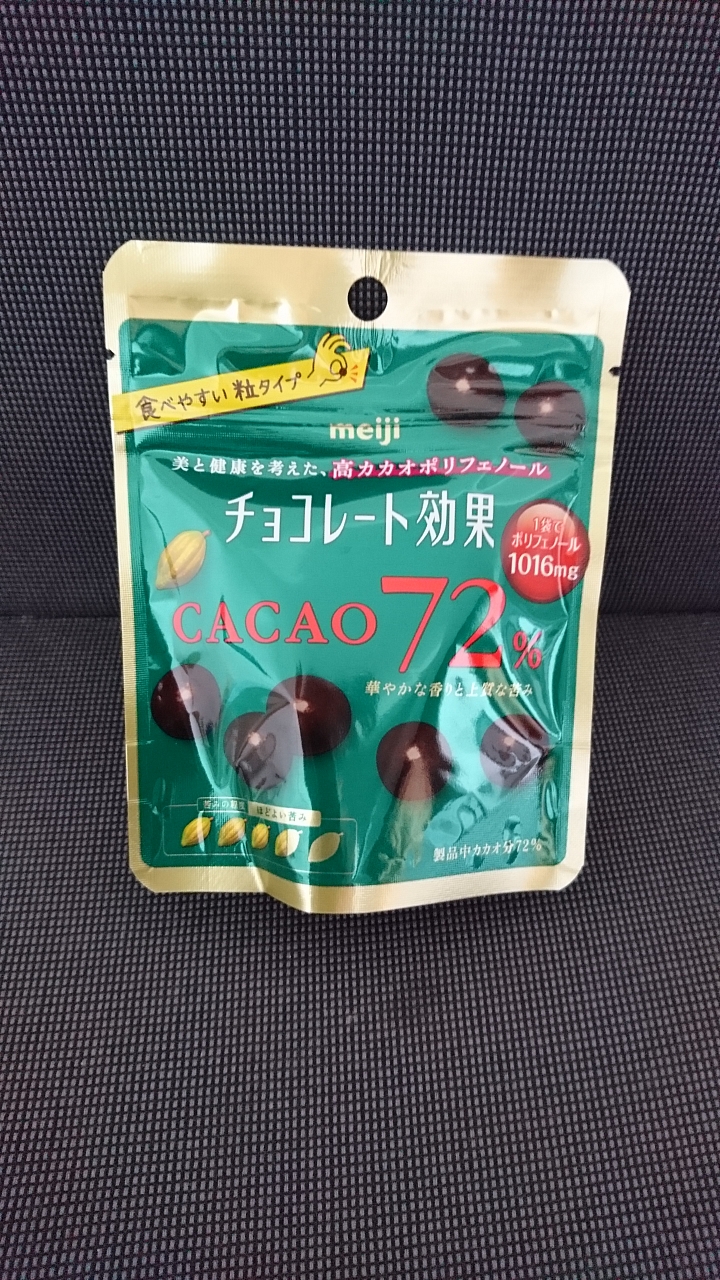 食べやすい 粒タイプ
meiji
美と健康を考えた、高カカオポリフェノール
チョコレート効果
1袋で
ポリフェノール
1016mg
CACAO 72%
華やかな香りと上質な苦み
苦みの程度 ほどよい苦み
製品中カカオ分72%